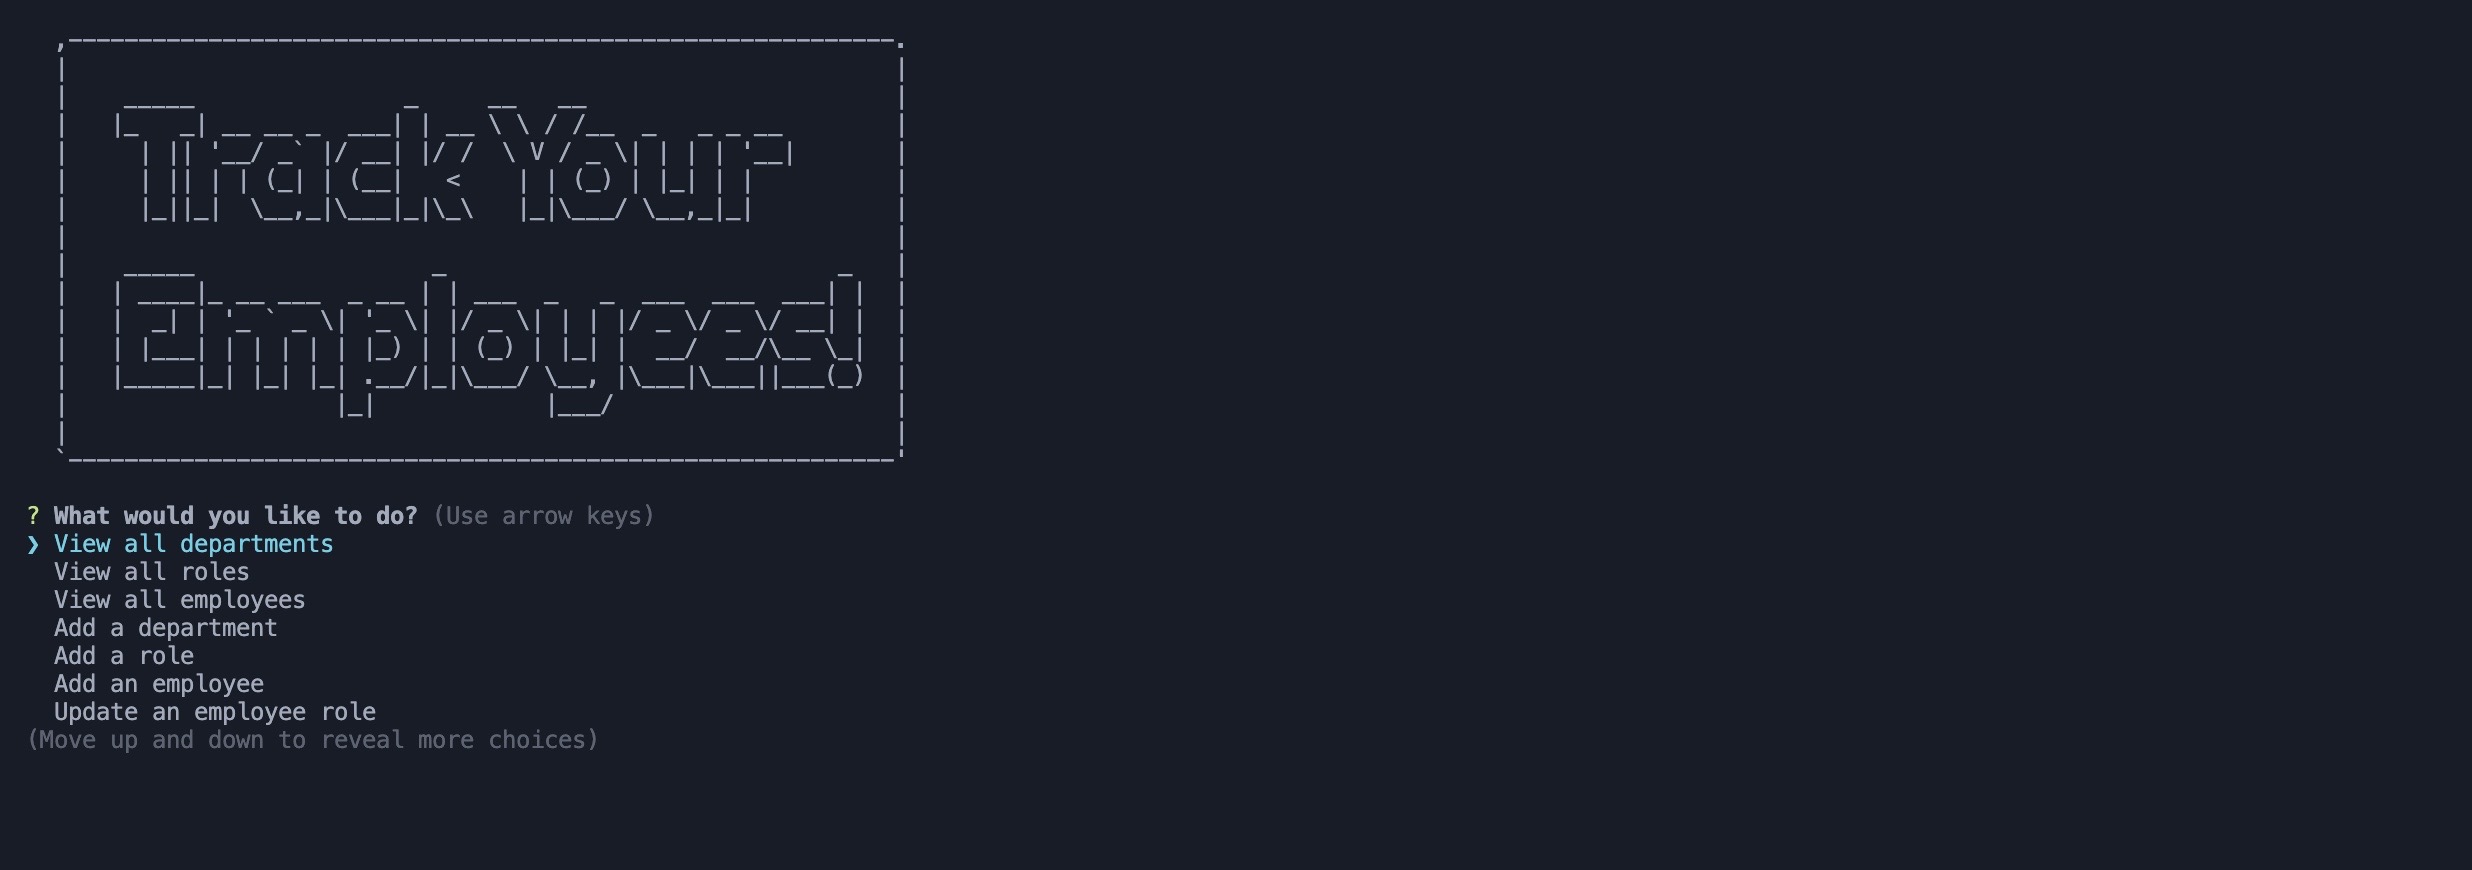 Track Your
Employees!
? What would you like to do? (Use arrow keys)
❯ View all departments
View all roles
View all employees
Add a department
Add a role
Add an employee
Update an employee role
(Move up and down to reveal more choices)